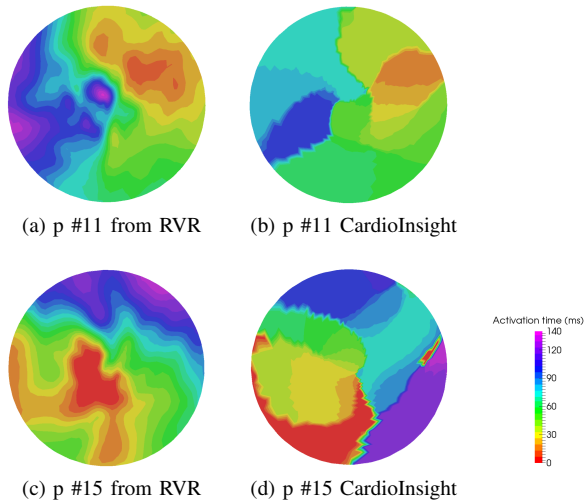 (a) p #11 from RVR
(b) p #11 CardioInsight
(c) p #15 from RVR
(d) p #15 CardioInsight
Activation time (ms)
140
120
90
60
30
0